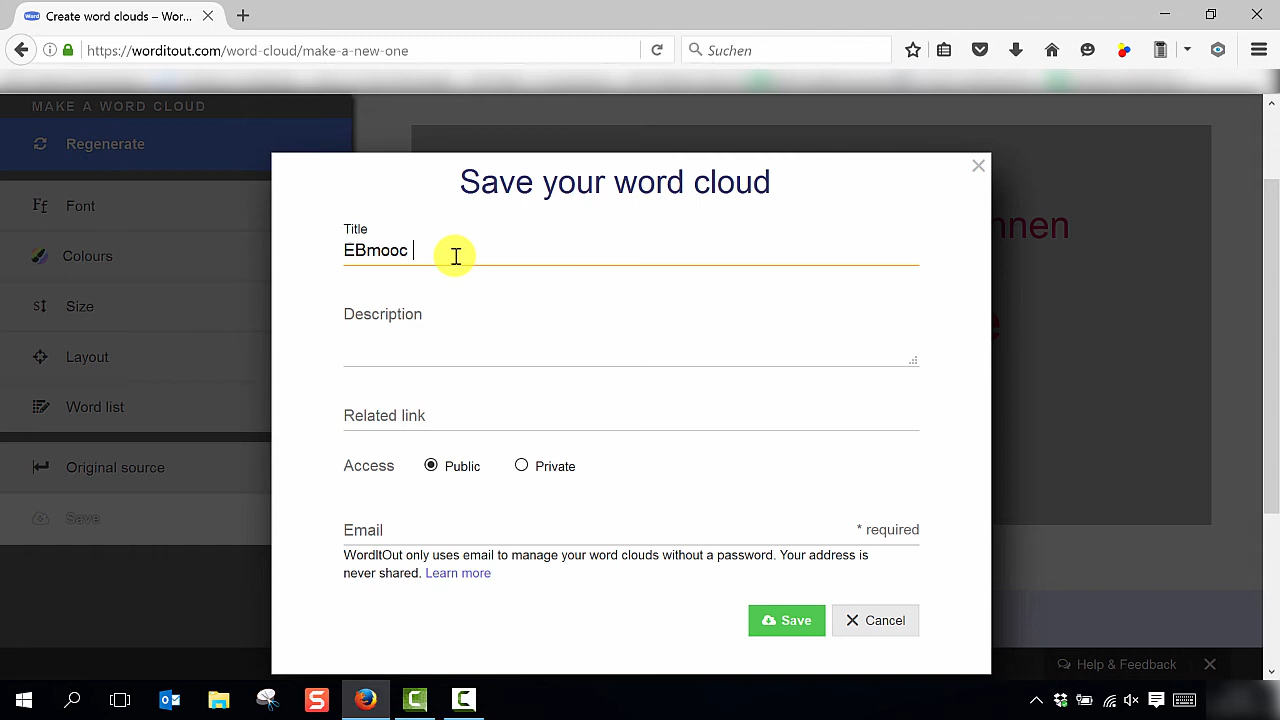 Word
Create word clouds – Wor...
https://worditout.com/word-cloud/make-a-new-one
Suchen
MAKE A WORD CLOUD
Regenerate
Ff Font
Colours
Size
Layout
Word list
Original source
Save
nnen
e
Save your word cloud
Title
EBmooc
Description
Related link
Access Public Private
Email * required
WordItOut only uses email to manage your word clouds without a password. Your address is
never shared. Learn more
Save Cancel
Help & Feedback